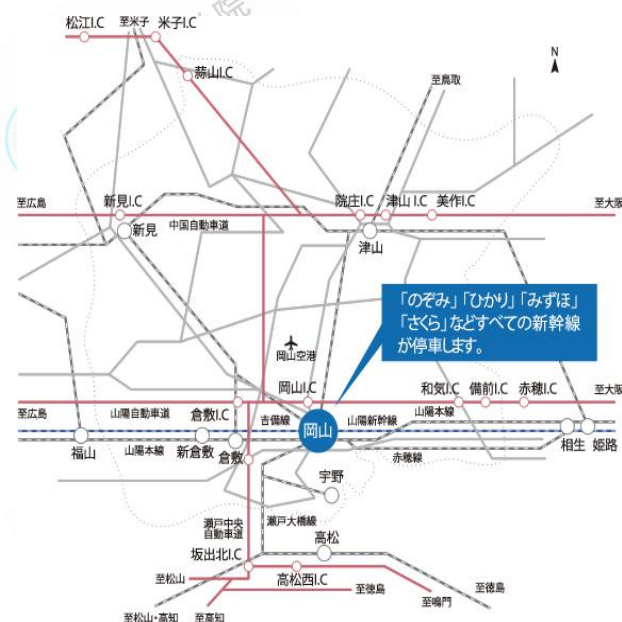 院
松江I.C
至米子
米子I.C
蒜山I.C
N
至鳥取
至広島
新見I.C
中国自動車道
院庄I.C
津山I.C
美作I.C
至大阪
新見
津山
「のぞみ」「ひかり」「みずほ」
「さくら」などすべての新幹線
が停車します。
岡山空港
岡山I.C
和気I.C
備前I.C
赤穂I.C
至大阪
至広島
山陽自動車道
倉敷I.C
吉備線
岡山
山陽新幹線
山陽本線
福山
山陽本線
新倉敷
倉敷
赤穂線
相生
姫路
宇野
瀬戸中央
自動車道
瀬戸大橋線
高松
坂出北I.C
高松西I.C
至松山
至徳島
至鳴門
至徳島
至松山・高知
至高知